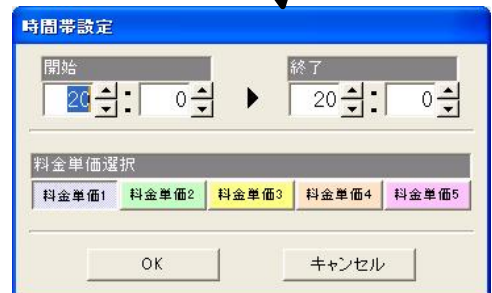 時間帯設定
開始 終了
20 : 0 ▶ 20 : 0
料金単価選択
料金単価1 料金単価2 料金単価3 料金単価4 料金単価5
OK キャンセル